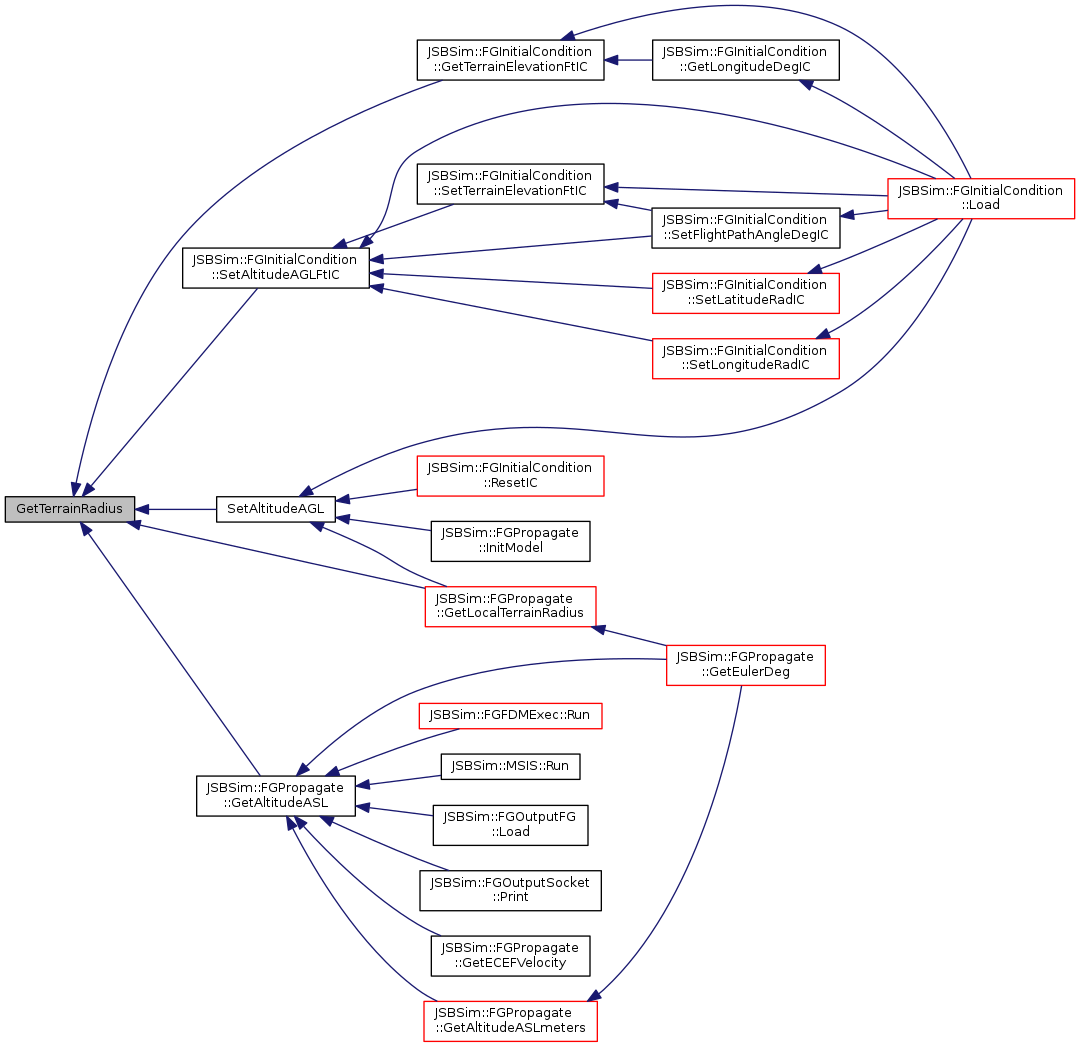 JSBSim::FGInitialCondition
::GetTerrainElevationFtIC
JSBSim::FGInitialCondition
::GetLongitudeDegIC
JSBSim::FGInitialCondition
::SetTerrainElevationFtIC
JSBSim::FGInitialCondition
::Load
JSBSim::FGInitialCondition
::SetFlightPathAngleDegIC
JSBSim::FGInitialCondition
::SetAltitudeAGLFtIC
JSBSim::FGInitialCondition
::SetLatitudeRadIC
JSBSim::FGInitialCondition
::SetLongitudeRadIC
JSBSim::FGInitialCondition
::ResetIC
GetTerrainRadius
SetAltitudeAGL
JSBSim::FGPropagate
::InitModel
JSBSim::FGPropagate
::GetLocalTerrainRadius
JSBSim::FGPropagate
::GetEulerDeg
JSBSim::FGFDMExec::Run
JSBSim::MSIS::Run
JSBSim::FGPropagate
::GetAltitudeASL
JSBSim::FGOutputFG
::Load
JSBSim::FGOutputSocket
::Print
JSBSim::FGPropagate
::GetECEFVelocity
JSBSim::FGPropagate
::GetAltitudeASLmeters